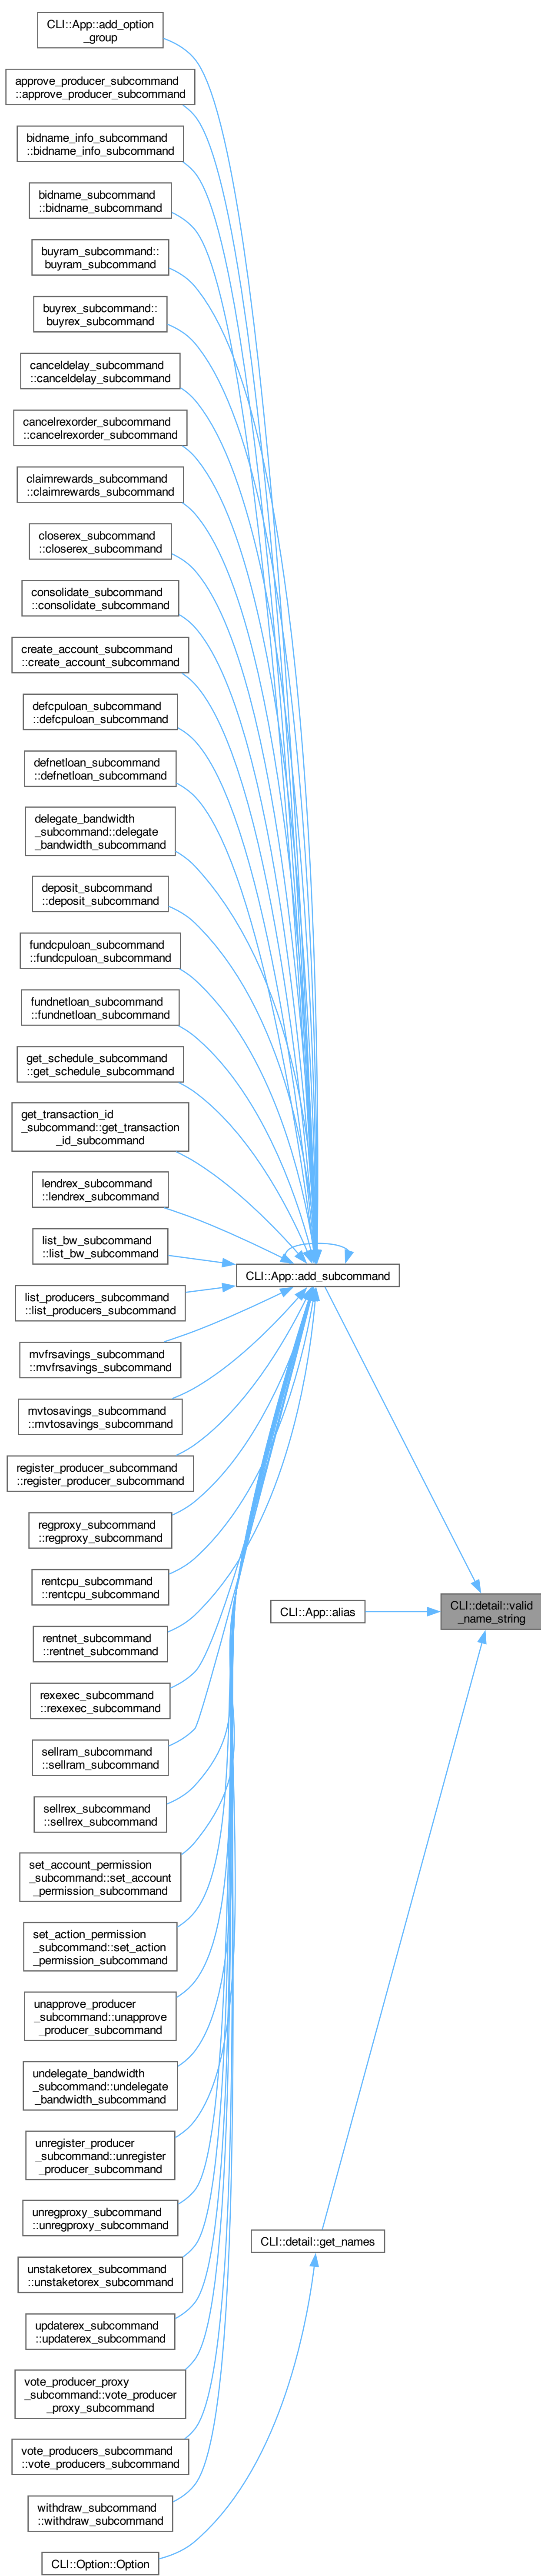 CLI::App::add_option
_group
approve_producer_subcommand
::approve_producer_subcommand
bidname_info_subcommand
::bidname_info_subcommand
bidname_subcommand
::bidname_subcommand
buyram_subcommand::
buyram_subcommand
buyrex_subcommand::
buyrex_subcommand
canceldelay_subcommand
::canceldelay_subcommand
cancelrexorder_subcommand
::cancelrexorder_subcommand
claimrewards_subcommand
::claimrewards_subcommand
closerex_subcommand
::closerex_subcommand
consolidate_subcommand
::consolidate_subcommand
create_account_subcommand
::create_account_subcommand
defcpuloan_subcommand
::defcpuloan_subcommand
defnetloan_subcommand
::defnetloan_subcommand
delegate_bandwidth
_subcommand::delegate
_bandwidth_subcommand
deposit_subcommand
::deposit_subcommand
fundcpuloan_subcommand
::fundcpuloan_subcommand
fundnetloan_subcommand
::fundnetloan_subcommand
get_schedule_subcommand
::get_schedule_subcommand
get_transaction_id
_subcommand::get_transaction
_id_subcommand
lendrex_subcommand
::lendrex_subcommand
list_bw_subcommand
::list_bw_subcommand
CLI::App::add_subcommand
list_producers_subcommand
::list_producers_subcommand
mvfrsavings_subcommand
::mvfrsavings_subcommand
mvtosavings_subcommand
::mvtosavings_subcommand
register_producer_subcommand
::register_producer_subcommand
regproxy_subcommand
::regproxy_subcommand
rentcpu_subcommand
::rentcpu_subcommand
CLI::App::alias
CLI::detail::valid
_name_string
rentnet_subcommand
::rentnet_subcommand
rexexec_subcommand
::rexexec_subcommand
sellram_subcommand
::sellram_subcommand
sellrex_subcommand
::sellrex_subcommand
set_account_permission
_subcommand::set_account
_permission_subcommand
set_action_permission
_subcommand::set_action
_permission_subcommand
unapprove_producer
_subcommand::unapprove
_producer_subcommand
undelegate_bandwidth
_subcommand::undelegate
_bandwidth_subcommand
unregister_producer
_subcommand::unregister
_producer_subcommand
unregproxy_subcommand
::unregproxy_subcommand
CLI::detail::get_names
unstaketorex_subcommand
::unstaketorex_subcommand
updaterex_subcommand
::updaterex_subcommand
vote_producer_proxy
_subcommand::vote_producer
_proxy_subcommand
vote_producers_subcommand
::vote_producers_subcommand
withdraw_subcommand
::withdraw_subcommand
CLI::Option::Option